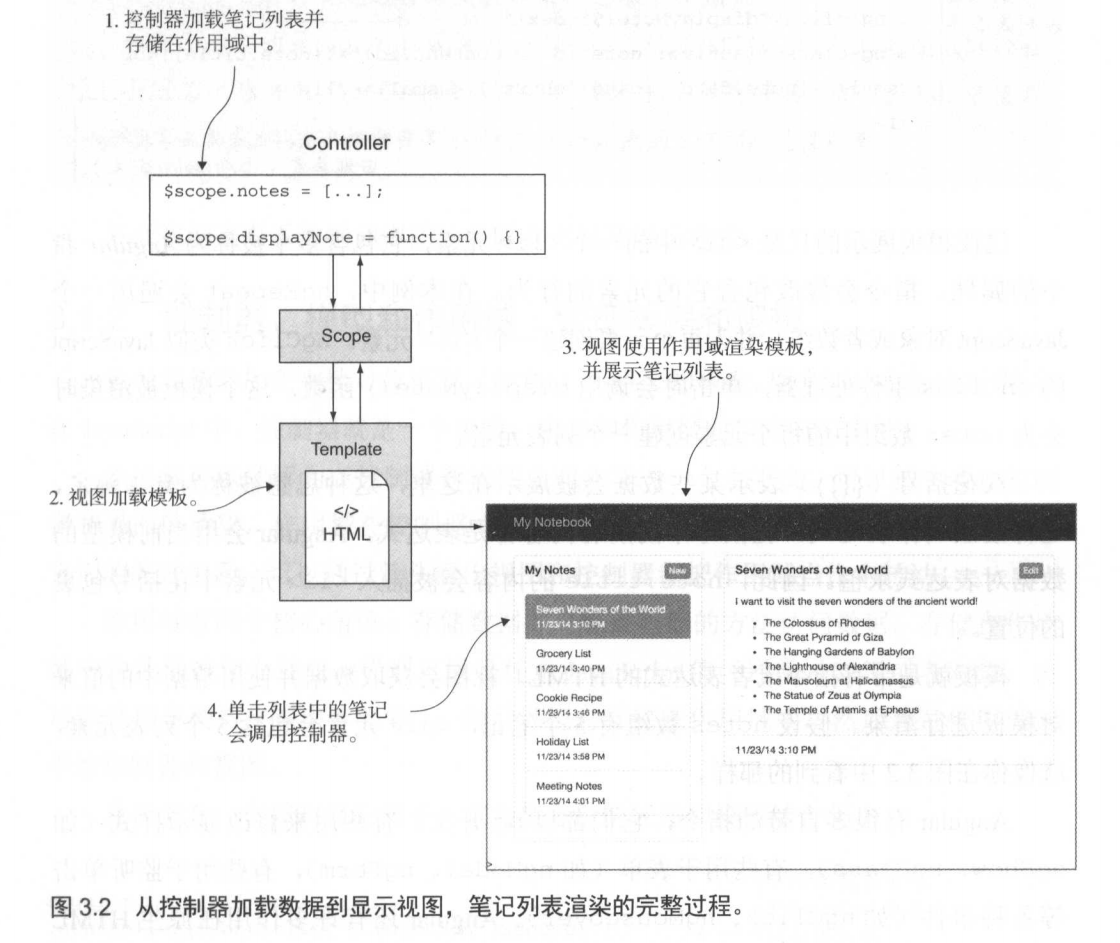 1. 控制器加载笔记列表并
存储在作用域中。
Controller
$scope.notes = [...];
$scope.displayNote = function() {}
Scope
3. 视图使用作用域渲染模板，
并展示笔记列表。
Template
2. 视图加载模板。
</>
HTML
My Notebook
My Notes
New
Seven Wonders of the World
11/23/14 3:10 PM
Grocery List
11/23/14 3:40 PM
Cookie Recipe
11/23/14 3:46 PM
Holiday List
11/23/14 3:58 PM
Meeting Notes
11/23/14 4:01 PM
Seven Wonders of the World
Edit
I want to visit the seven wonders of the ancient world!
• The Colossus of Rhodes
• The Great Pyramid of Giza
• The Hanging Gardens of Babylon
• The Lighthouse of Alexandria
• The Mausoleum at Halicarnassus
• The Statue of Zeus at Olympia
• The Temple of Artemis at Ephesus
11/23/14 3:10 PM
4. 单击列表中的笔记
会调用控制器。
图 3.2 从控制器加载数据到显示视图，笔记列表渲染的完整过程。